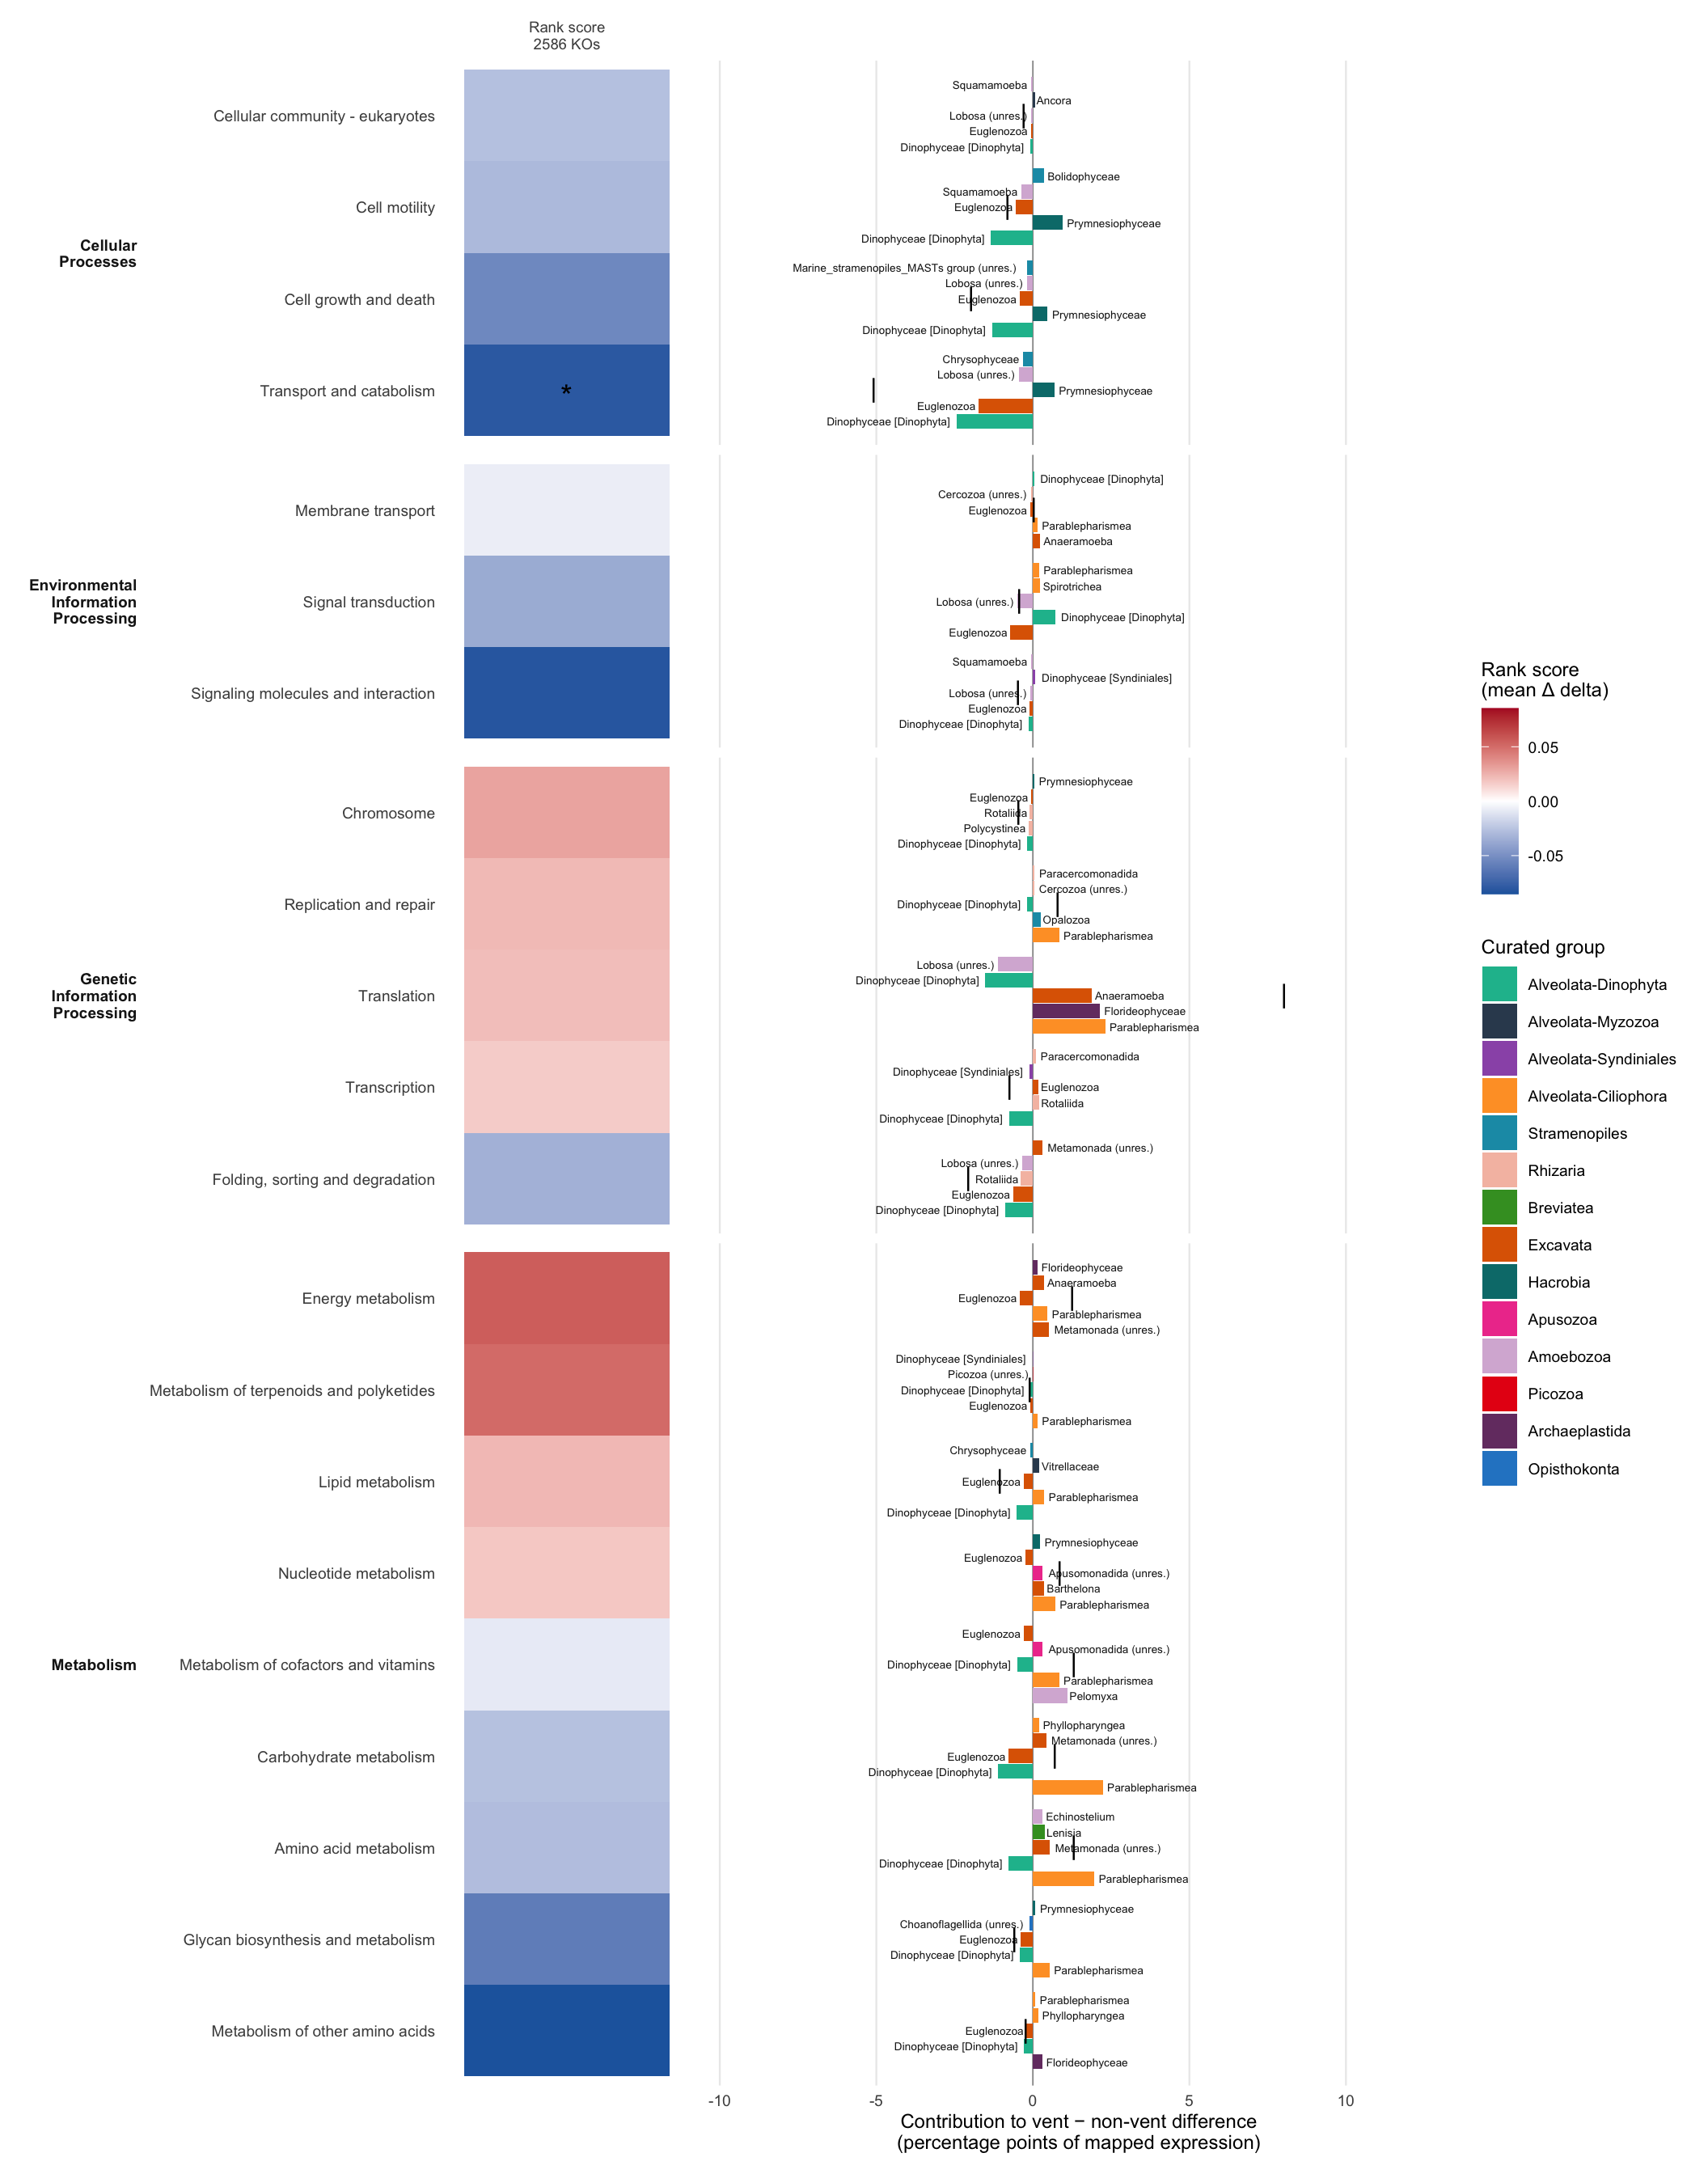 Rank score
2586 KOs
Cellular
Processes
Cellular community - eukaryotes
Squamamoeba
Ancora
Lobosa (unres.)
Euglenozoa
Dinophyceae [Dinophyta]
Cell motility
Bolidophyceae
Squamamoeba
Euglenozoa
Prymnesiophyceae
Dinophyceae [Dinophyta]
Cell growth and death
Marine_stramenopiles_MASTs group (unres.)
Lobosa (unres.)
Euglenozoa
Prymnesiophyceae
Dinophyceae [Dinophyta]
Transport and catabolism
*
Chrysophyceae
Lobosa (unres.)
Prymnesiophyceae
Euglenozoa
Dinophyceae [Dinophyta]
Environmental
Information
Processing
Membrane transport
Dinophyceae [Dinophyta]
Cercozoa (unres.)
Euglenozoa
Parablepharismea
Anaeramoeba
Signal transduction
Parablepharismea
Spirotrichea
Lobosa (unres.)
Dinophyceae [Dinophyta]
Euglenozoa
Signaling molecules and interaction
Squamamoeba
Dinophyceae [Syndiniales]
Lobosa (unres.)
Euglenozoa
Dinophyceae [Dinophyta]
Genetic
Information
Processing
Chromosome
Prymnesiophyceae
Euglenozoa
Rotaliida
Polycystinea
Dinophyceae [Dinophyta]
Replication and repair
Paracercomonadida
Cercozoa (unres.)
Dinophyceae [Dinophyta]
Opalozoa
Parablepharismea
Translation
Lobosa (unres.)
Dinophyceae [Dinophyta]
Anaeramoeba
Florideophyceae
Parablepharismea
Transcription
Paracercomonadida
Dinophyceae [Syndiniales]
Euglenozoa
Rotaliida
Dinophyceae [Dinophyta]
Folding, sorting and degradation
Metamonada (unres.)
Lobosa (unres.)
Rotaliida
Euglenozoa
Dinophyceae [Dinophyta]
Metabolism
Energy metabolism
Florideophyceae
Anaeramoeba
Euglenozoa
Parablepharismea
Metamonada (unres.)
Metabolism of terpenoids and polyketides
Dinophyceae [Syndiniales]
Picozoa (unres.)
Dinophyceae [Dinophyta]
Euglenozoa
Parablepharismea
Lipid metabolism
Chrysophyceae
Vitrellaceae
Euglenozoa
Parablepharismea
Dinophyceae [Dinophyta]
Nucleotide metabolism
Prymnesiophyceae
Euglenozoa
Apusomonadida (unres.)
Barthelona
Parablepharismea
Metabolism of cofactors and vitamins
Euglenozoa
Apusomonadida (unres.)
Dinophyceae [Dinophyta]
Parablepharismea
Pelomyxa
Carbohydrate metabolism
Phyllopharyngea
Metamonada (unres.)
Euglenozoa
Dinophyceae [Dinophyta]
Parablepharismea
Amino acid metabolism
Echinostelium
Lenisia
Metamonada (unres.)
Dinophyceae [Dinophyta]
Parablepharismea
Glycan biosynthesis and metabolism
Prymnesiophyceae
Choanoflagellida (unres.)
Euglenozoa
Dinophyceae [Dinophyta]
Parablepharismea
Metabolism of other amino acids
Parablepharismea
Phyllopharyngea
Euglenozoa
Dinophyceae [Dinophyta]
Florideophyceae
-10 -5 0 5 10
Contribution to vent − non-vent difference
(percentage points of mapped expression)
Rank score
(mean Δ delta)
0.05
0.00
-0.05
Curated group
Alveolata-Dinophyta
Alveolata-Myzozoa
Alveolata-Syndiniales
Alveolata-Ciliophora
Stramenopiles
Rhizaria
Breviatea
Excavata
Hacrobia
Apusozoa
Amoebozoa
Picozoa
Archaeplastida
Opisthokonta